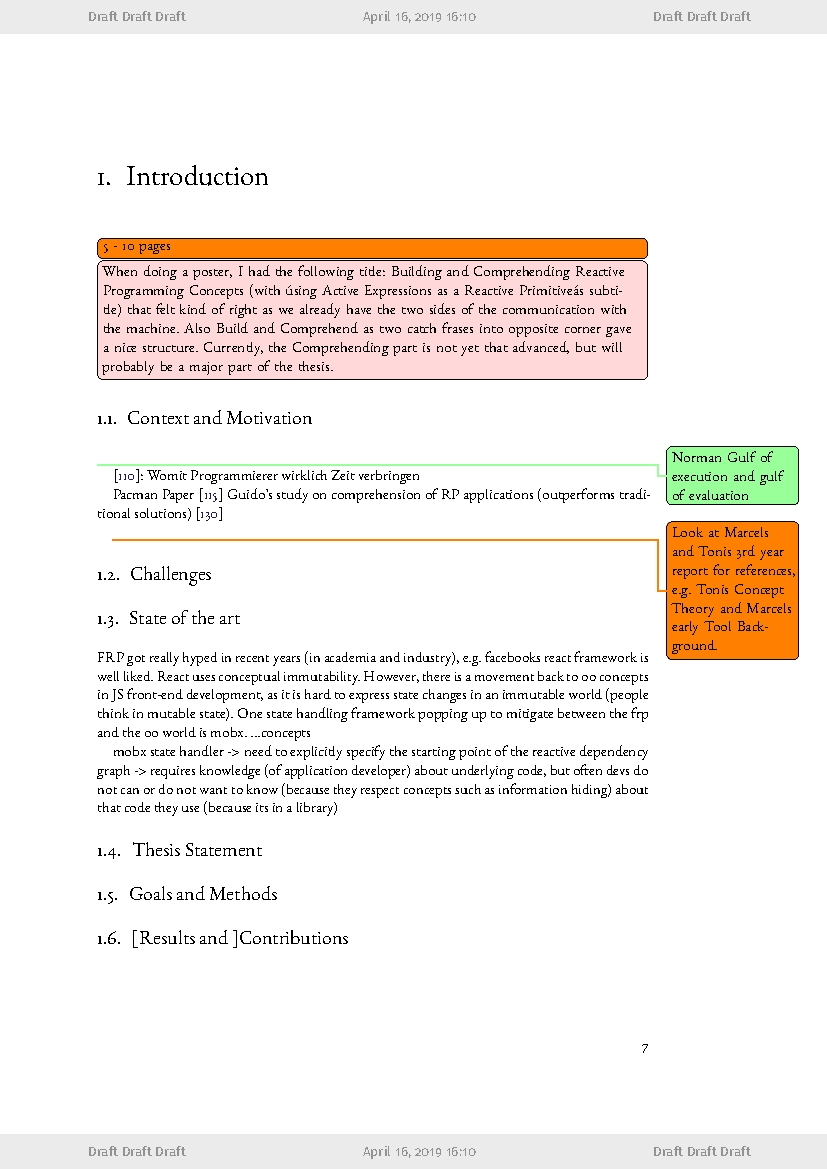 Draft Draft Draft April 16, 2019 16:10 Draft Draft Draft
1. Introduction
5 - 10 pages
When doing a poster, I had the following title: Building and Comprehending Reactive
Programming Concepts (with úsing Active Expressions as a Reactive Primitiveás subti-
tle) that felt kind of right as we already have the two sides of the communication with
the machine. Also Build and Comprehend as two catch frases into opposite corner gave
a nice structure. Currently, the Comprehending part is not yet that advanced, but will
probably be a major part of the thesis.
1.1. Context and Motivation
[110]: Womit Programmierer wirklich Zeit verbringen
Pacman Paper [115] Guido's study on comprehension of RP applications (outperforms tradi-
tional solutions) [130]
Norman Gulf of
execution and gulf
of evaluation
Look at Marcels
and Tonis 3rd year
report for references,
e.g. Tonis Concept
Theory and Marcels
early Tool Back-
ground.
1.2. Challenges
1.3. State of the art
FRP got really hyped in recent years (in academia and industry), e.g. facebooks react framework is
well liked. React uses conceptual immutability. However, there is a movement back to oo concepts
in JS front-end development, as it is hard to express state changes in an immutable world (people
think in mutable state). One state handling framework popping up to mitigate between the frp
and the oo world is mobx. ...concepts
mobx state handler -> need to explicitly specify the starting point of the reactive dependency
graph -> requires knowledge (of application developer) about underlying code, but often devs do
not can or do not want to know (because they respect concepts such as information hiding) about
that code they use (because its in a library)
1.4. Thesis Statement
1.5. Goals and Methods
1.6. [Results and ]Contributions
7
Draft Draft Draft April 16, 2019 16:10 Draft Draft Draft